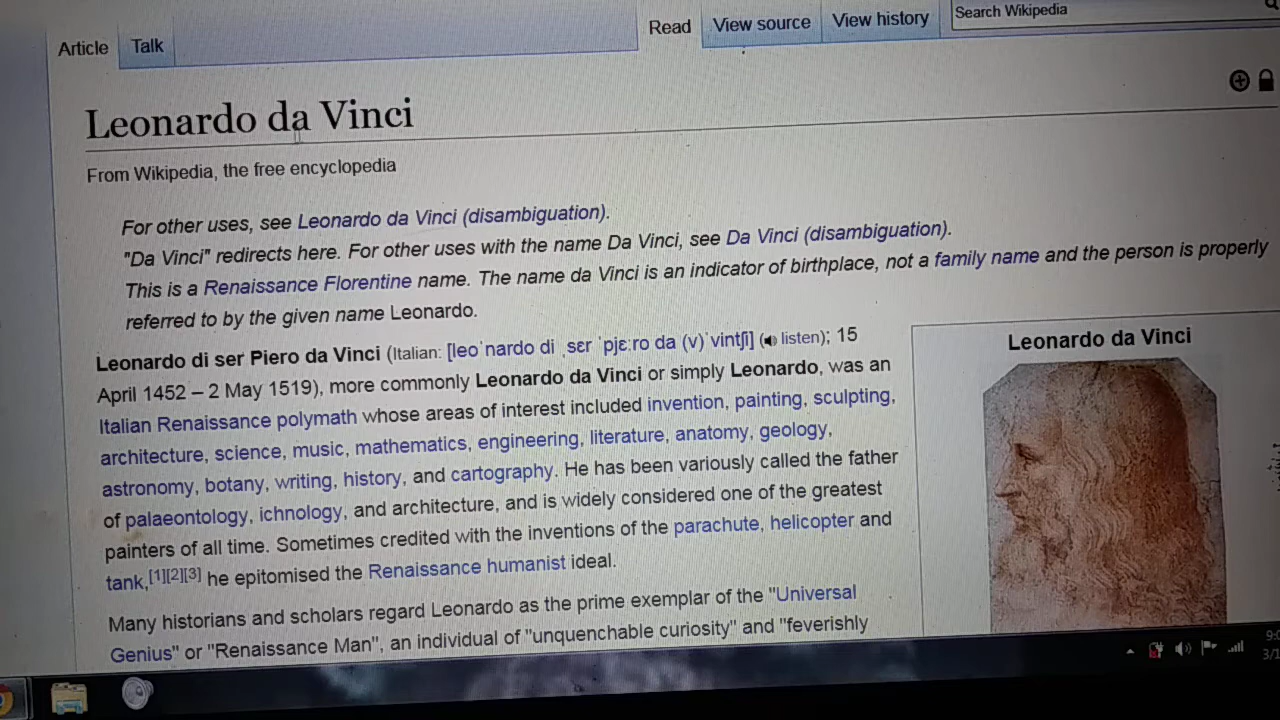 Article Talk Read View source View history Search Wikipedia
Leonardo da Vinci
From Wikipedia, the free encyclopedia
For other uses, see Leonardo da Vinci (disambiguation).
"Da Vinci" redirects here. For other uses with the name Da Vinci, see Da Vinci (disambiguation).
This is a Renaissance Florentine name. The name da Vinci is an indicator of birthplace, not a family name and the person is properly
referred to by the given name Leonardo.
Leonardo di ser Piero da Vinci (Italian: [leoˈnardo di ˌsɛr ˈpjɛːro da (v)ˈvintʃi] (listen); 15
April 1452 – 2 May 1519), more commonly Leonardo da Vinci or simply Leonardo, was an
Italian Renaissance polymath whose areas of interest included invention, painting, sculpting,
architecture, science, music, mathematics, engineering, literature, anatomy, geology,
astronomy, botany, writing, history, and cartography. He has been variously called the father
of palaeontology, ichnology, and architecture, and is widely considered one of the greatest
painters of all time. Sometimes credited with the inventions of the parachute, helicopter and
tank,[1][2][3] he epitomised the Renaissance humanist ideal.
Many historians and scholars regard Leonardo as the prime exemplar of the "Universal
Genius" or "Renaissance Man", an individual of "unquenchable curiosity" and "feverishly
Leonardo da Vinci